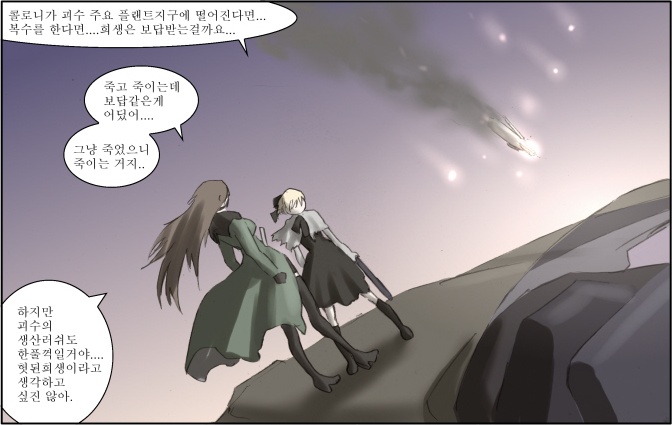 콜로니가 괴수 주요 플랜트지구에 떨어진다면...
복수를 한다면....희생은 보답받는걸까요...
죽고 죽이는데
보답같은게
어딨어....
그냥 죽었으니
죽이는 거지..
하지만
괴수의
생산러쉬도
한풀꺽일거야....
헛된희생이라고
생각하고
싶진 않아.